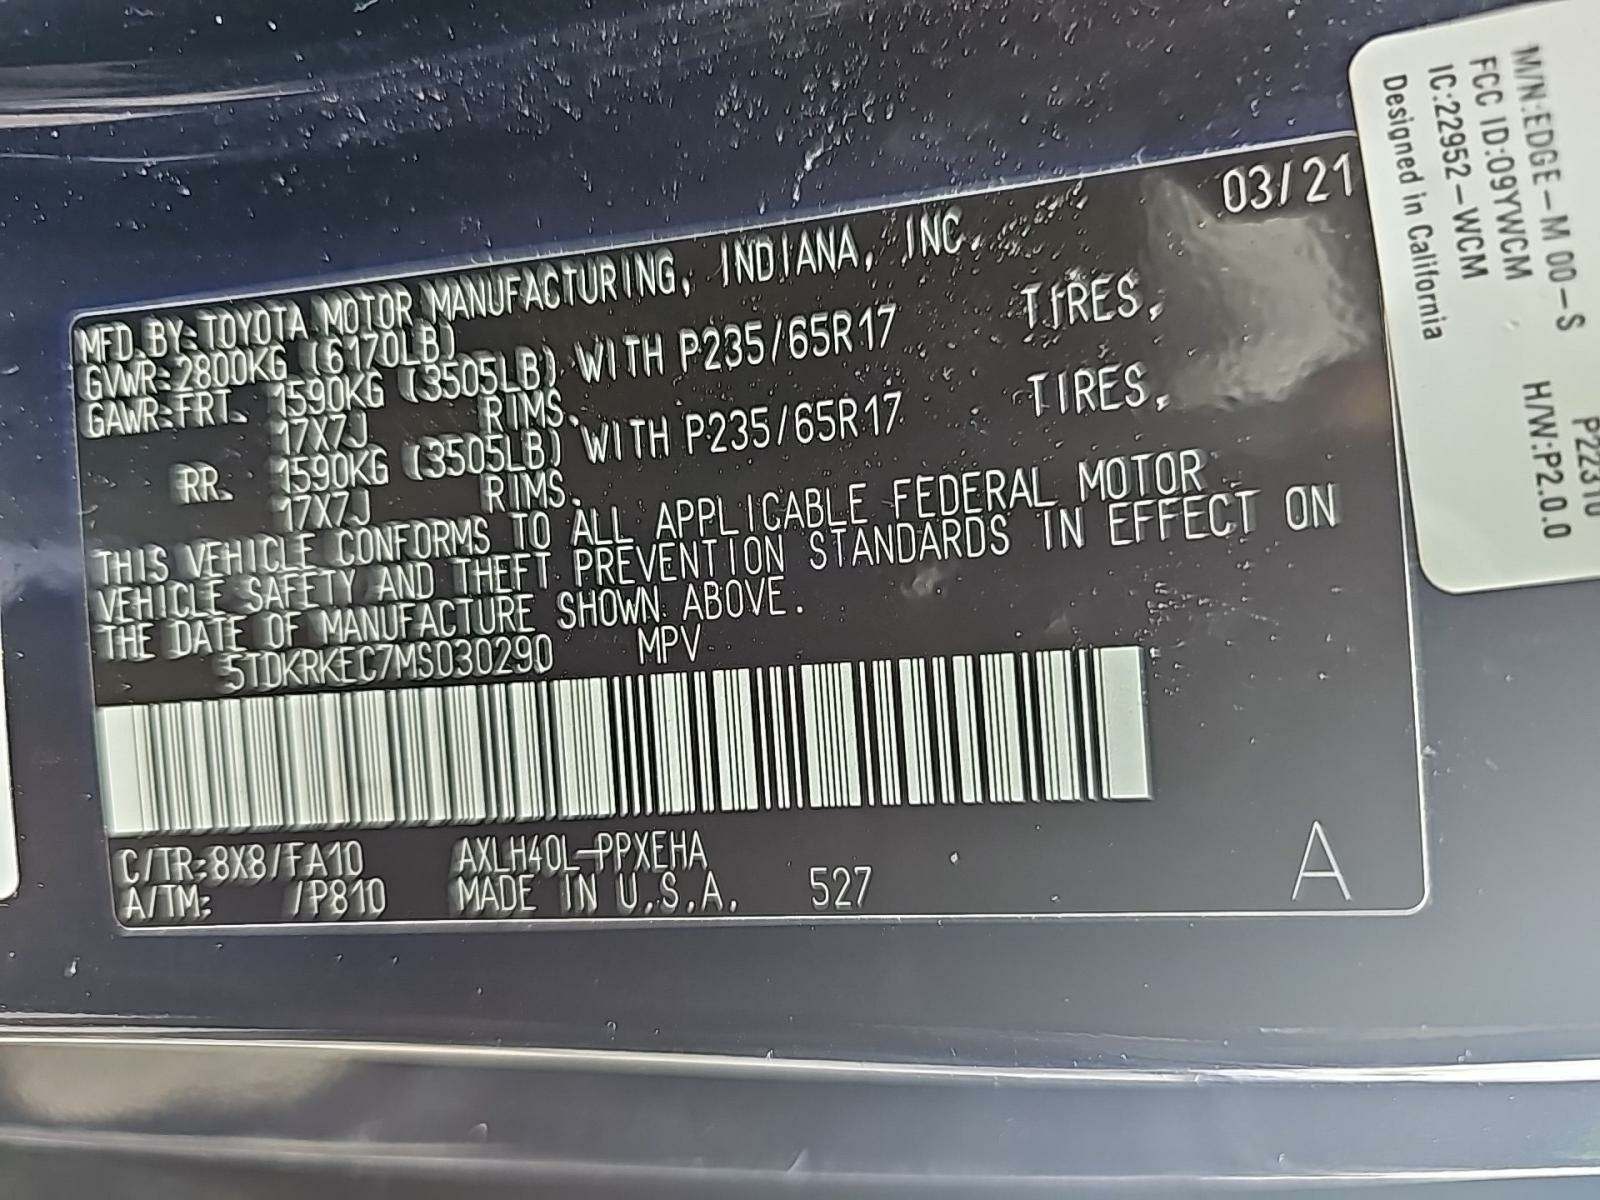 03/21
MFD.BY:TOYOTA MOTOR MANUFACTURING, INDIANA, INC.
GVWR:2800KG (6170LB)
GAWR:FRT. 1590KG (3505LB) WITH P235/65R17 TIRES,
17X7J RIMS.
RR. 1590KG (3505LB) WITH P235/65R17 TIRES,
17X7J RIMS.
THIS VEHICLE CONFORMS TO ALL APPLICABLE FEDERAL MOTOR
VEHICLE SAFETY AND THEFT PREVENTION STANDARDS IN EFFECT ON
THE DATE OF MANUFACTURE SHOWN ABOVE.
5TDKRKEC7MS030290 MPV
C/TR:8X8/FA10 AXLH40L-PPXEHA
A/TM: /P810 MADE IN U.S.A. 527 A
M/N:EDGE-M 00-S H/W:P2.0.0
FCC ID:O9YWCM
IC:22952-WCM
Designed in California
P22310